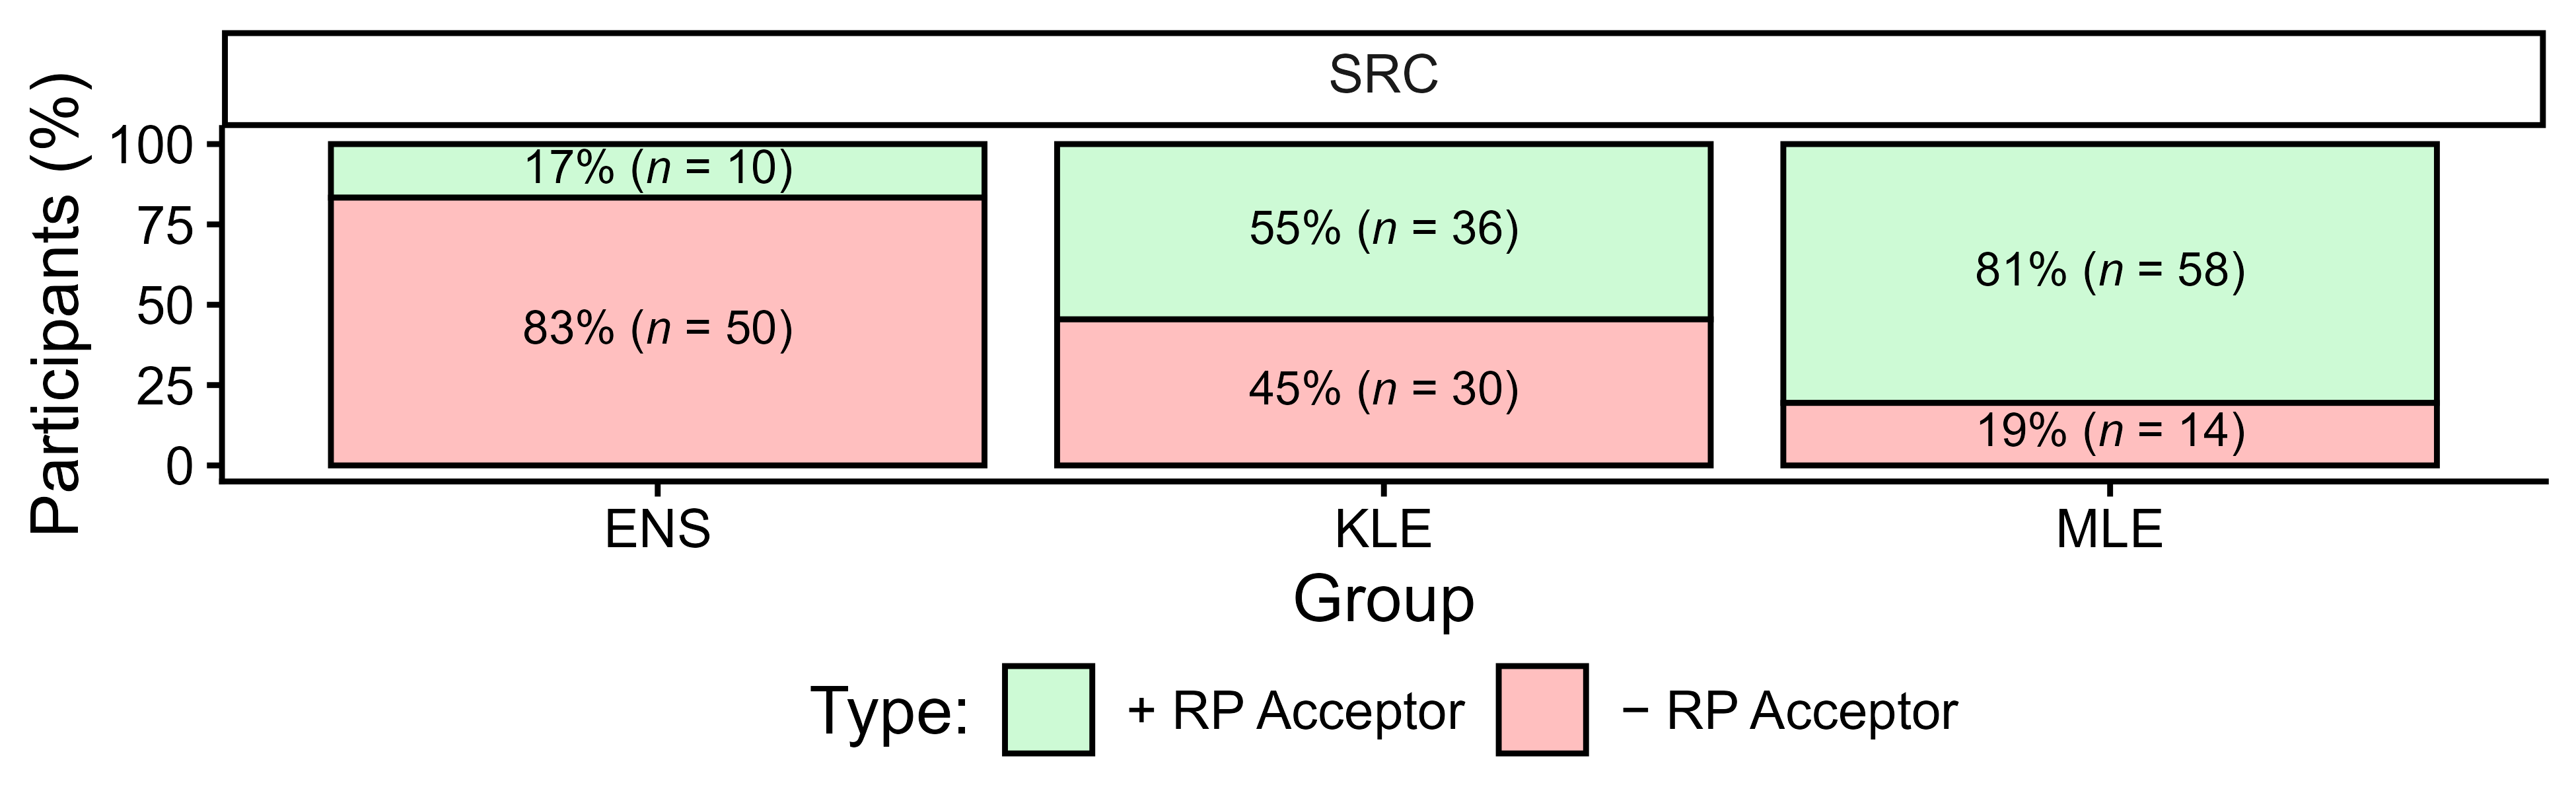 SRC
Participants (%)
100
75
50
25
0
17% (n = 10)
83% (n = 50)
55% (n = 36)
45% (n = 30)
81% (n = 58)
19% (n = 14)
ENS
KLE
MLE
Group
Type: + RP Acceptor − RP Acceptor